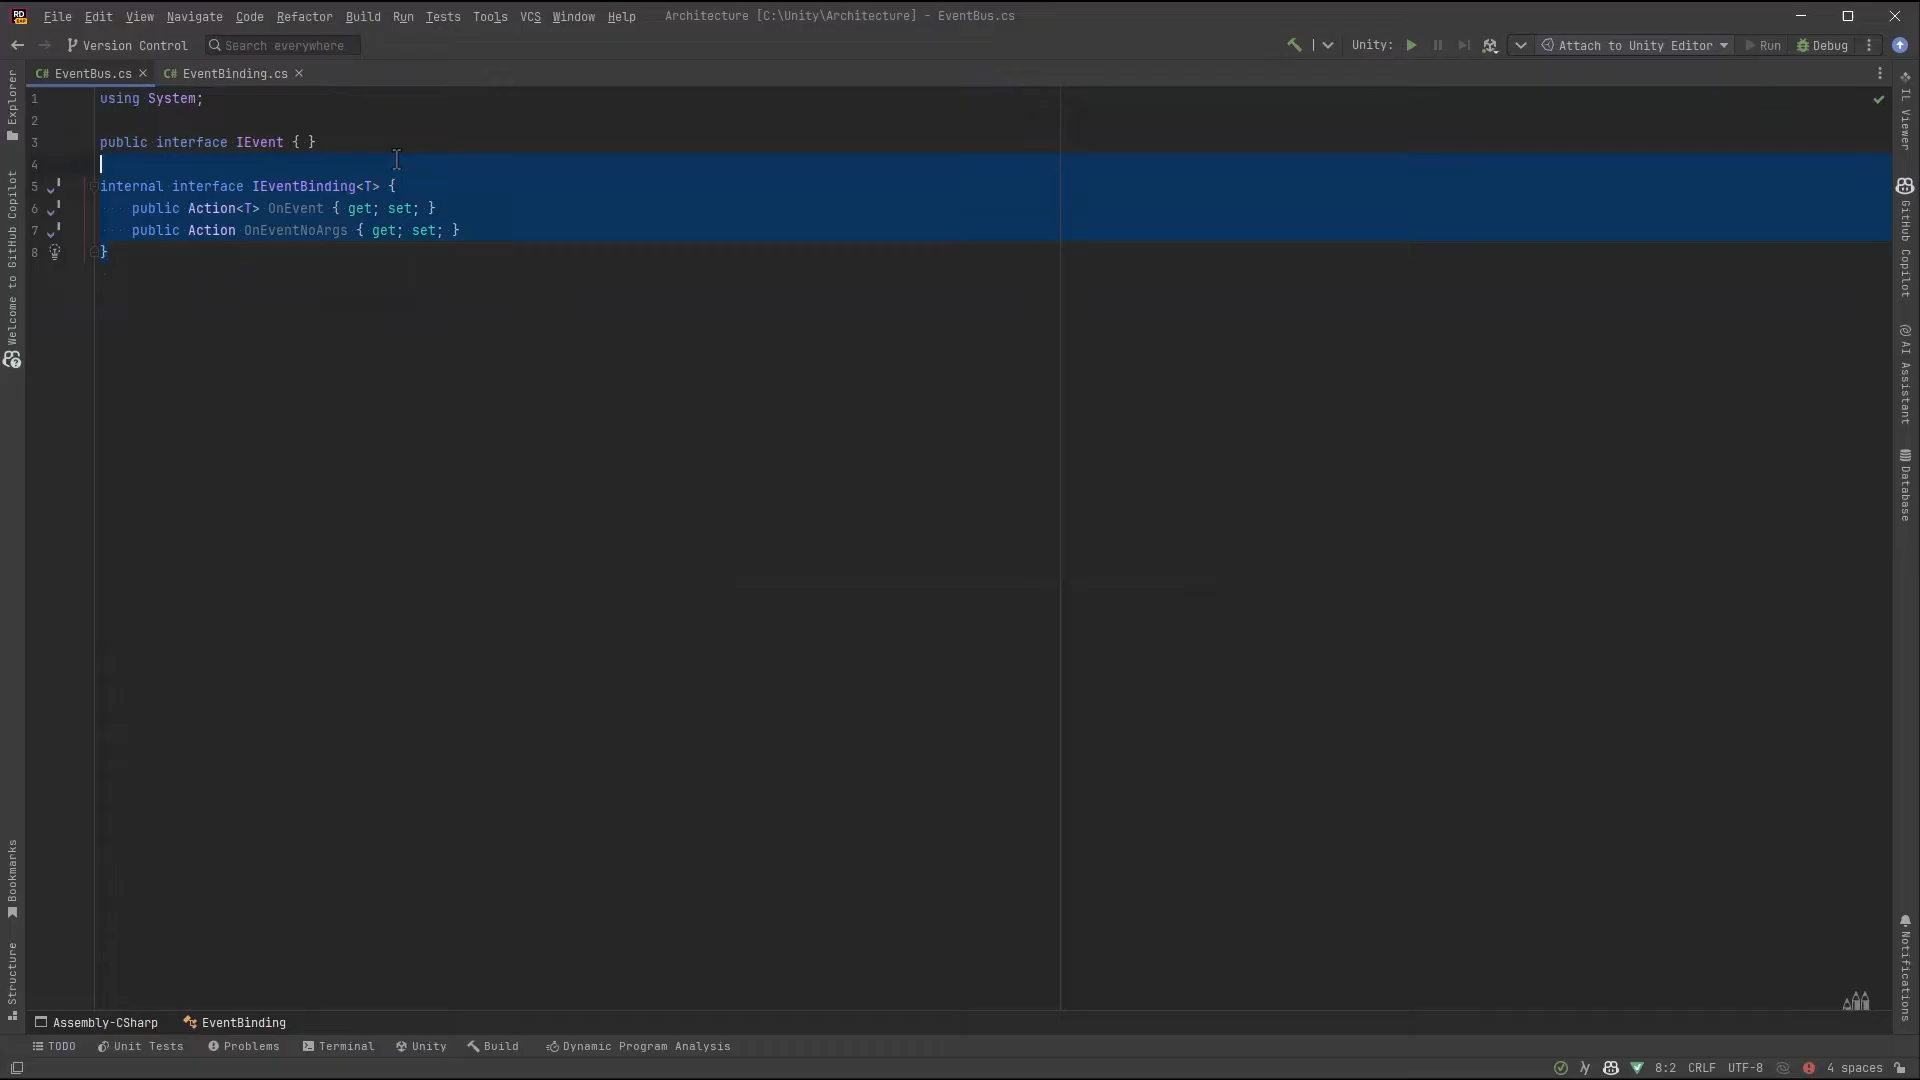 RD
File Edit View Navigate Code Refactor Build Run Tests Tools VCS Window Help Architecture [C:\Unity\Architecture] - EventBus.cs
Version Control Search everywhere Unity: Attach to Unity Editor Run Debug
C# EventBus.cs C# EventBinding.cs
1 using System;
2
3 public interface IEvent { }
4
5 internal interface IEventBinding<T> {
6 public Action<T> OnEvent { get; set; }
7 public Action OnEventNoArgs { get; set; }
8 }
Explorer
Welcome to GitHub Copilot
Bookmarks
Structure
IL Viewer
GitHub Copilot
AI Assistant
Database
Notifications
Assembly-CSharp EventBinding
TODO Unit Tests Problems Terminal Unity Build Dynamic Program Analysis
8:2 CRLF UTF-8 4 spaces